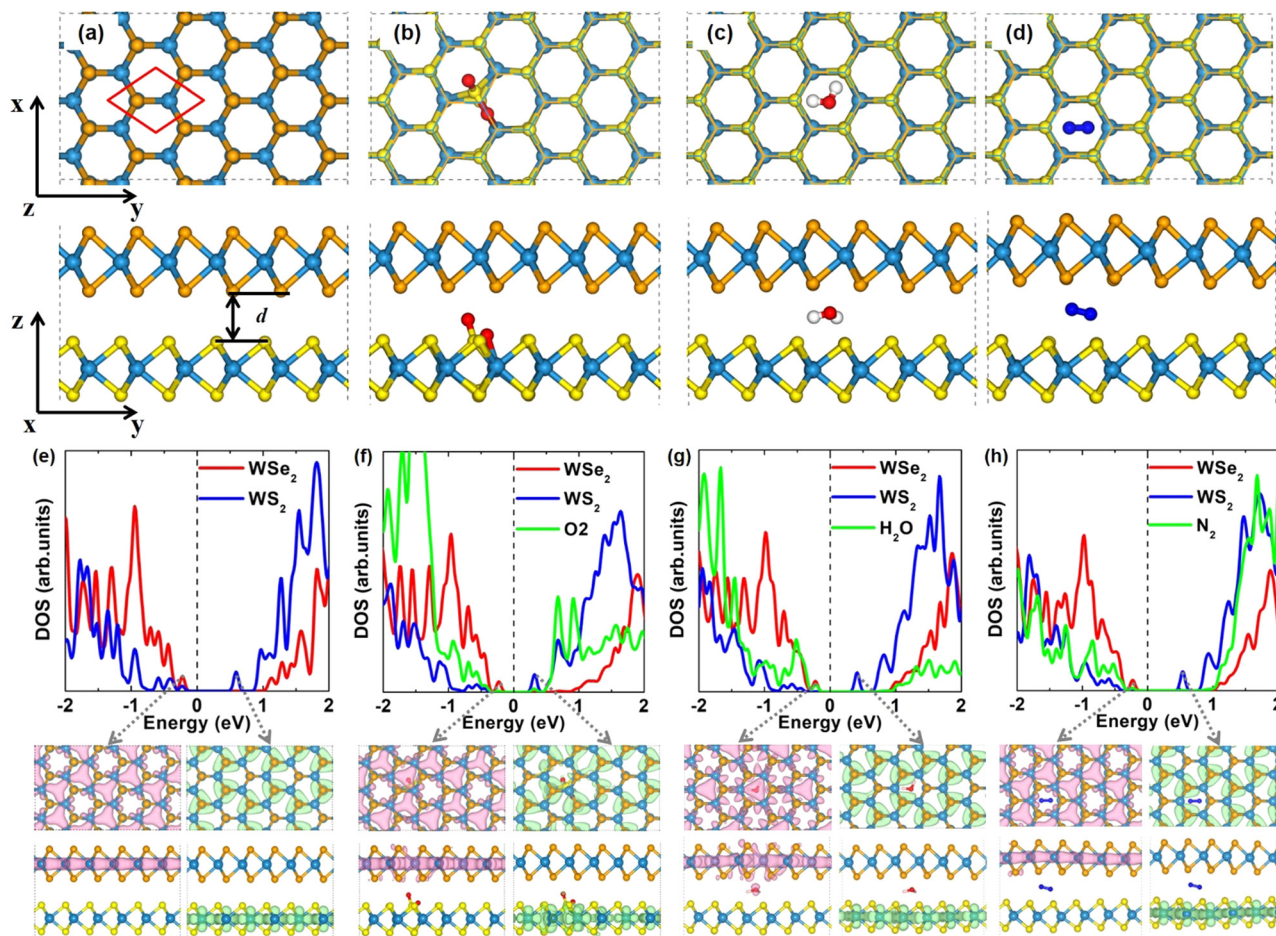 (a)
(b)
(c)
(d)
x
z
y
d
z
x
y
(e)
WSe2
WS2
DOS (arb.units)
-2 -1 0 1 2
Energy (eV)
(f)
WSe2
WS2
O2
DOS (arb.units)
-2 -1 0 1 2
Energy (eV)
(g)
WSe2
WS2
H2O
DOS (arb.units)
-2 -1 0 1 2
Energy (eV)
(h)
WSe2
WS2
N2
DOS (arb.units)
-2 -1 0 1 2
Energy (eV)